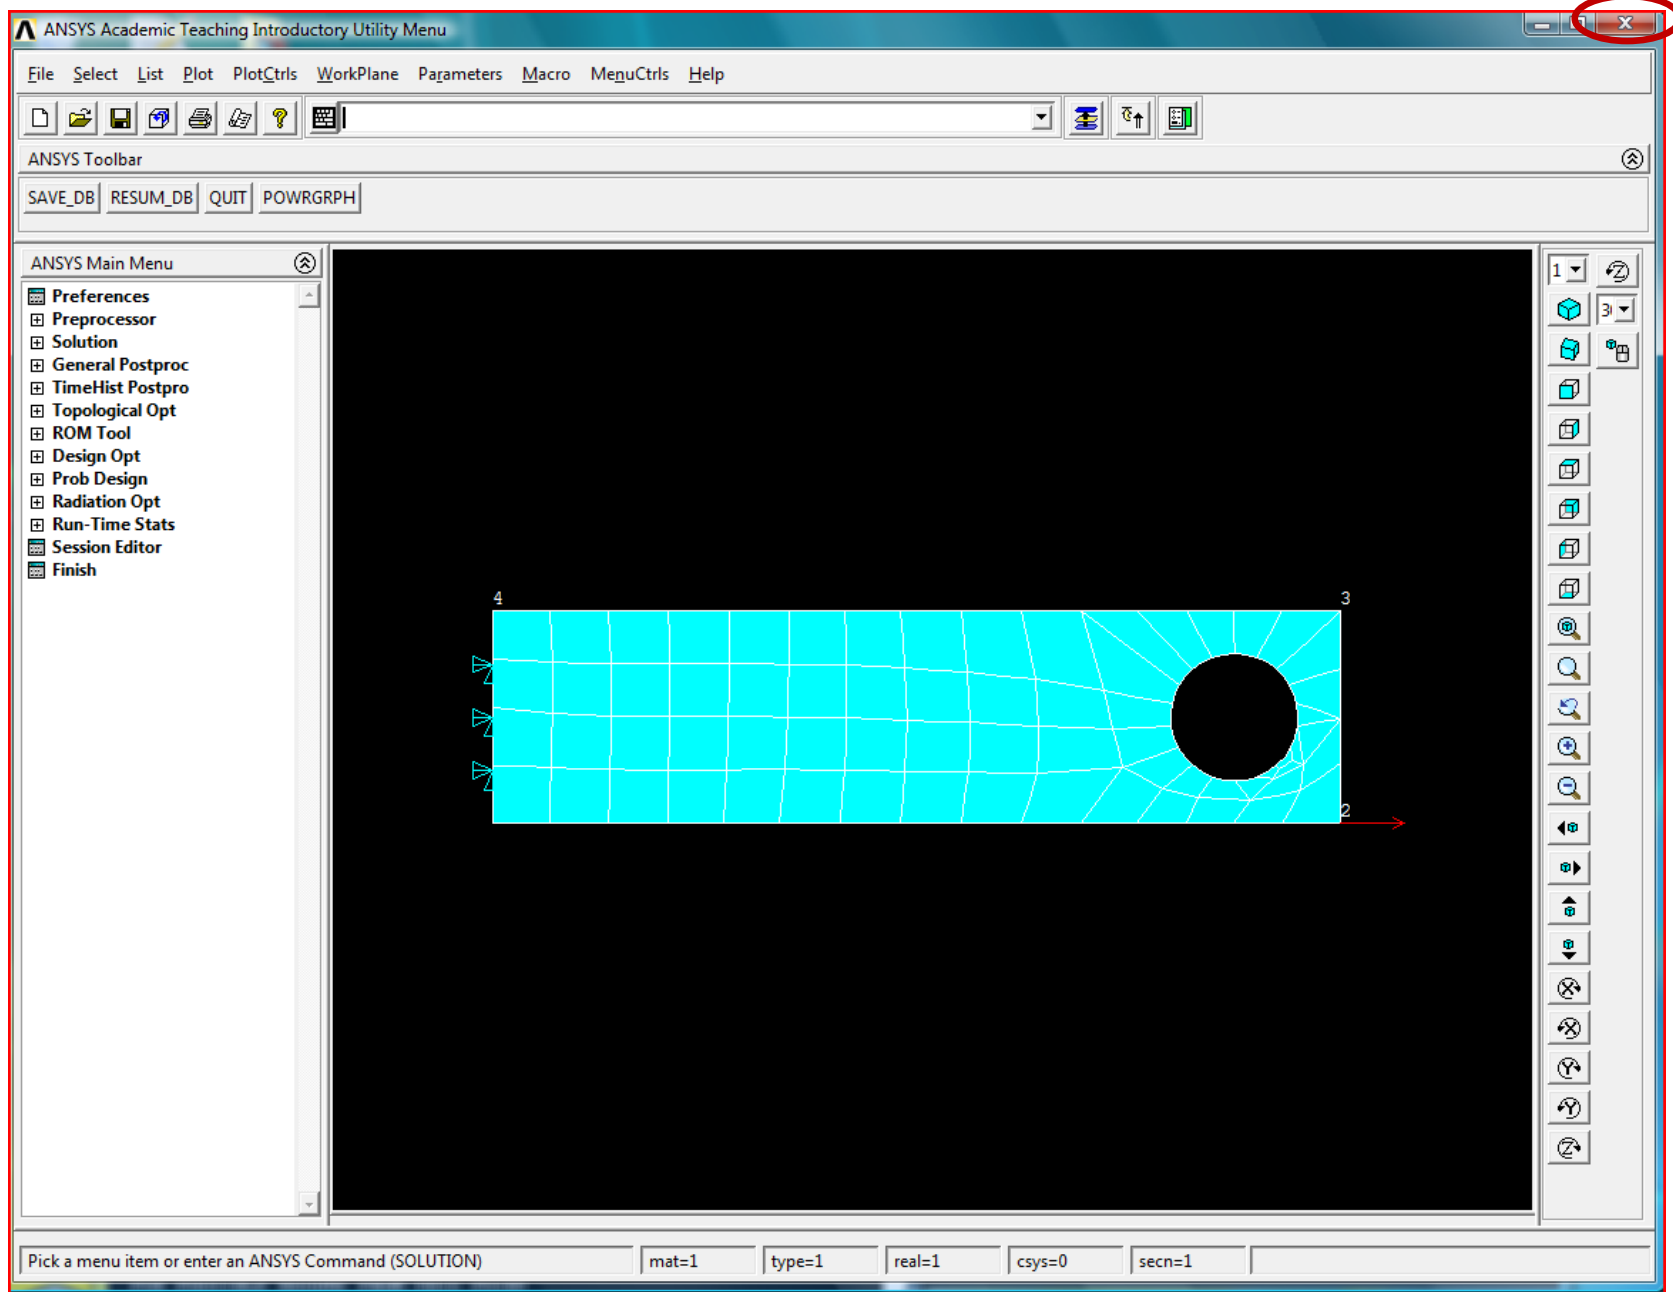 ANSYS Academic Teaching Introductory Utility Menu
File Select List Plot PlotCtrls WorkPlane Parameters Macro MenuCtrls Help
ANSYS Toolbar
SAVE_DB RESUM_DB QUIT POWRGRPH
ANSYS Main Menu
Preferences
Preprocessor
Solution
General Postproc
TimeHist Postpro
Topological Opt
ROM Tool
Design Opt
Prob Design
Radiation Opt
Run-Time Stats
Session Editor
Finish
4 3
2
1 Z
X
X
Y
Y
Z
Pick a menu item or enter an ANSYS Command (SOLUTION) mat=1 type=1 real=1 csys=0 secn=1